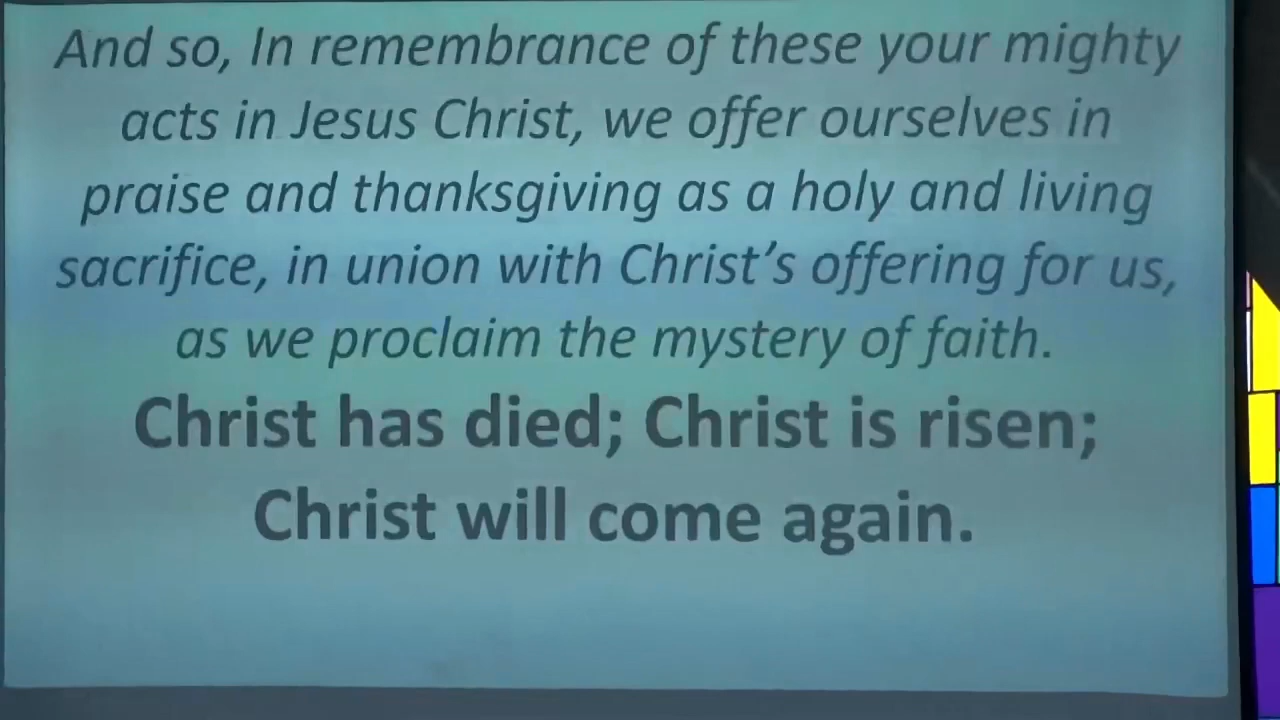 And so, In remembrance of these your mighty
acts in Jesus Christ, we offer ourselves in
praise and thanksgiving as a holy and living
sacrifice, in union with Christ’s offering for us,
as we proclaim the mystery of faith.
Christ has died; Christ is risen;
Christ will come again.